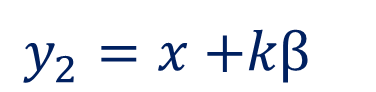 y₂ = x + kβ